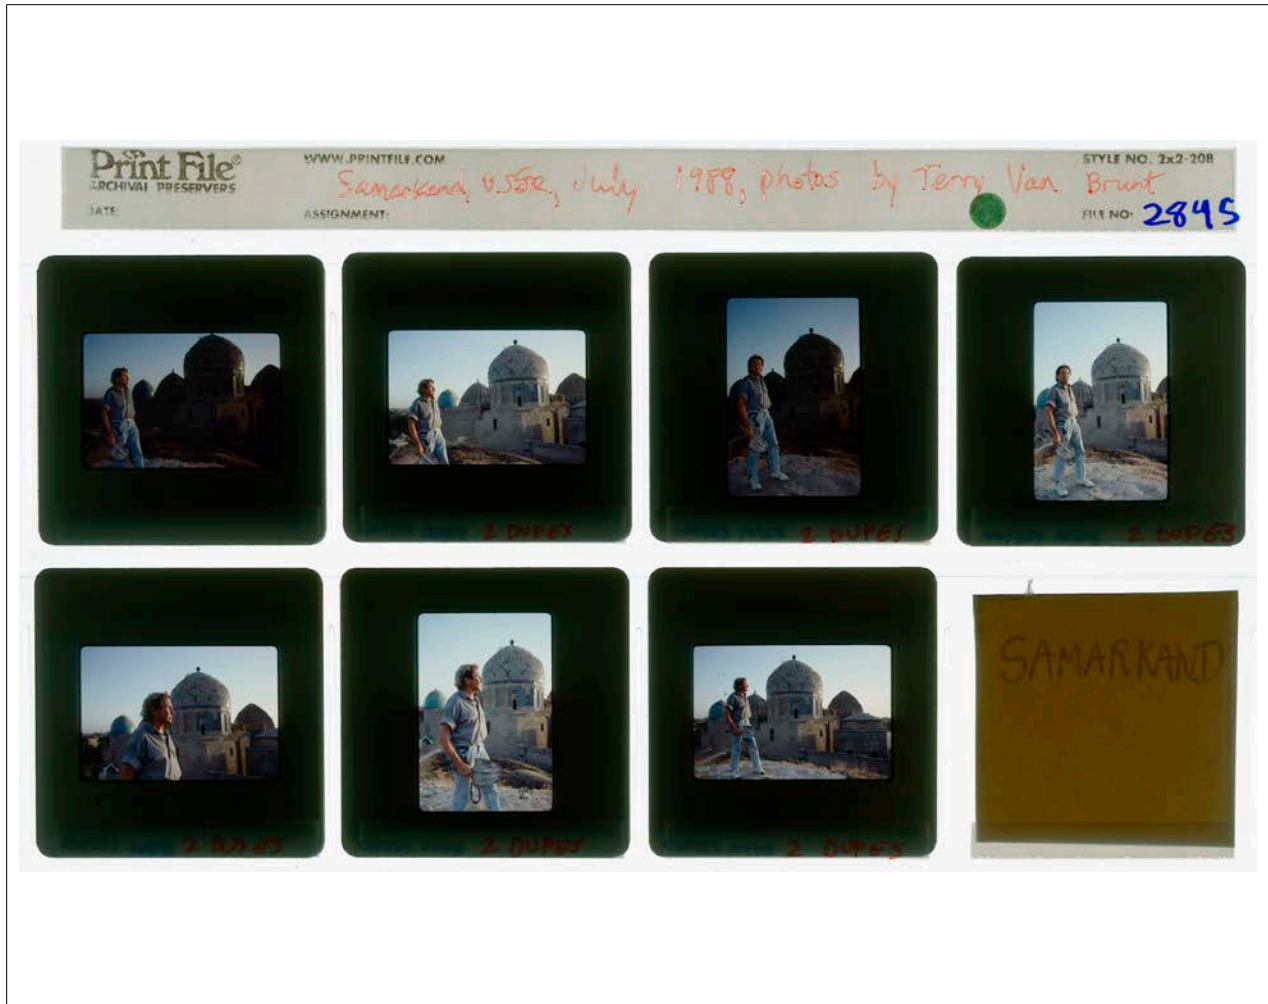 Print File®
ARCHIVAL PRESERVERS
DATE:
WWW.PRINTFILE.COM
Samarkand, USSR, July 1988, photos by Terry Van Brunt
ASSIGNMENT:
STYLE NO. 2x2-20B
FILE NO: 2845
2 DUPES
2 DUPES
2 DUPES
2 DUPES
2 DUPES
2 DUPES
SAMARKAND